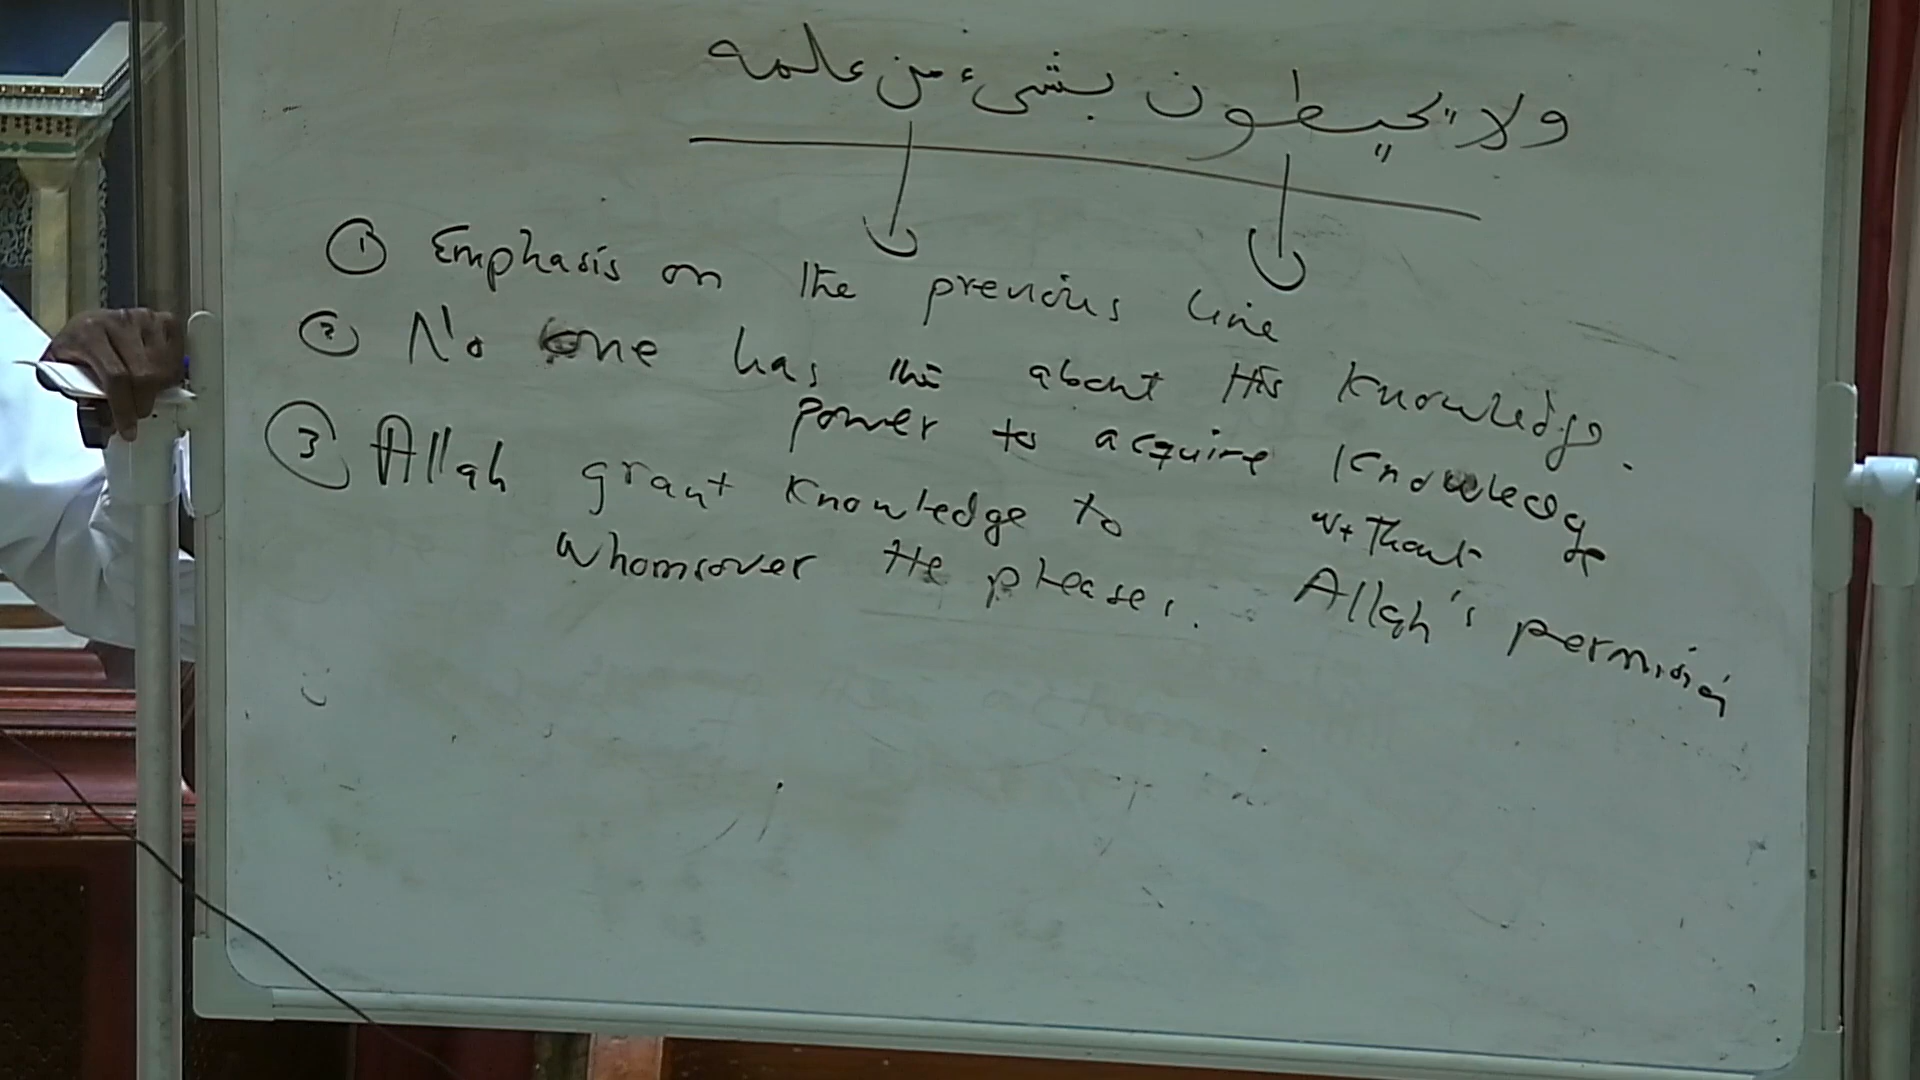 ولا يحيطون بشيء من علمه
① Emphasis on the previous line
② No one has the about His knowledge.
power to acquire knowledge
③ Allah grant knowledge to without
whomsover He pleases. Allah's permission